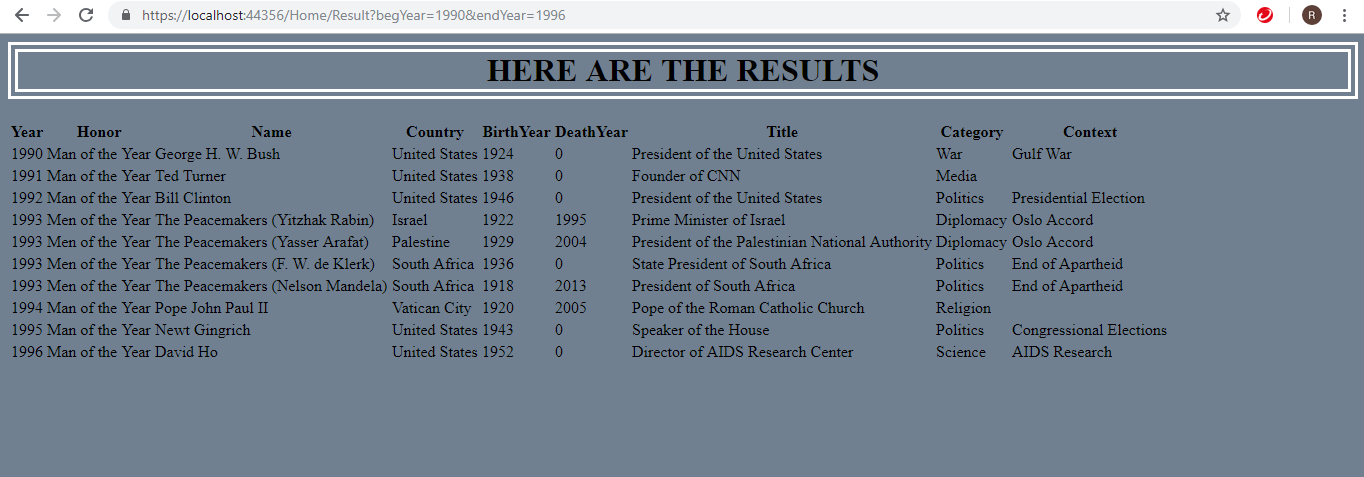 https://localhost:44356/Home/Result?begYear=1990&endYear=1996
R
HERE ARE THE RESULTS
Year Honor Name Country BirthYear DeathYear Title Category Context
1990 Man of the Year George H. W. Bush United States 1924 0 President of the United States War Gulf War
1991 Man of the Year Ted Turner United States 1938 0 Founder of CNN Media
1992 Man of the Year Bill Clinton United States 1946 0 President of the United States Politics Presidential Election
1993 Men of the Year The Peacemakers (Yitzhak Rabin) Israel 1922 1995 Prime Minister of Israel Diplomacy Oslo Accord
1993 Men of the Year The Peacemakers (Yasser Arafat) Palestine 1929 2004 President of the Palestinian National Authority Diplomacy Oslo Accord
1993 Men of the Year The Peacemakers (F. W. de Klerk) South Africa 1936 0 State President of South Africa Politics End of Apartheid
1993 Men of the Year The Peacemakers (Nelson Mandela) South Africa 1918 2013 President of South Africa Politics End of Apartheid
1994 Man of the Year Pope John Paul II Vatican City 1920 2005 Pope of the Roman Catholic Church Religion
1995 Man of the Year Newt Gingrich United States 1943 0 Speaker of the House Politics Congressional Elections
1996 Man of the Year David Ho United States 1952 0 Director of AIDS Research Center Science AIDS Research